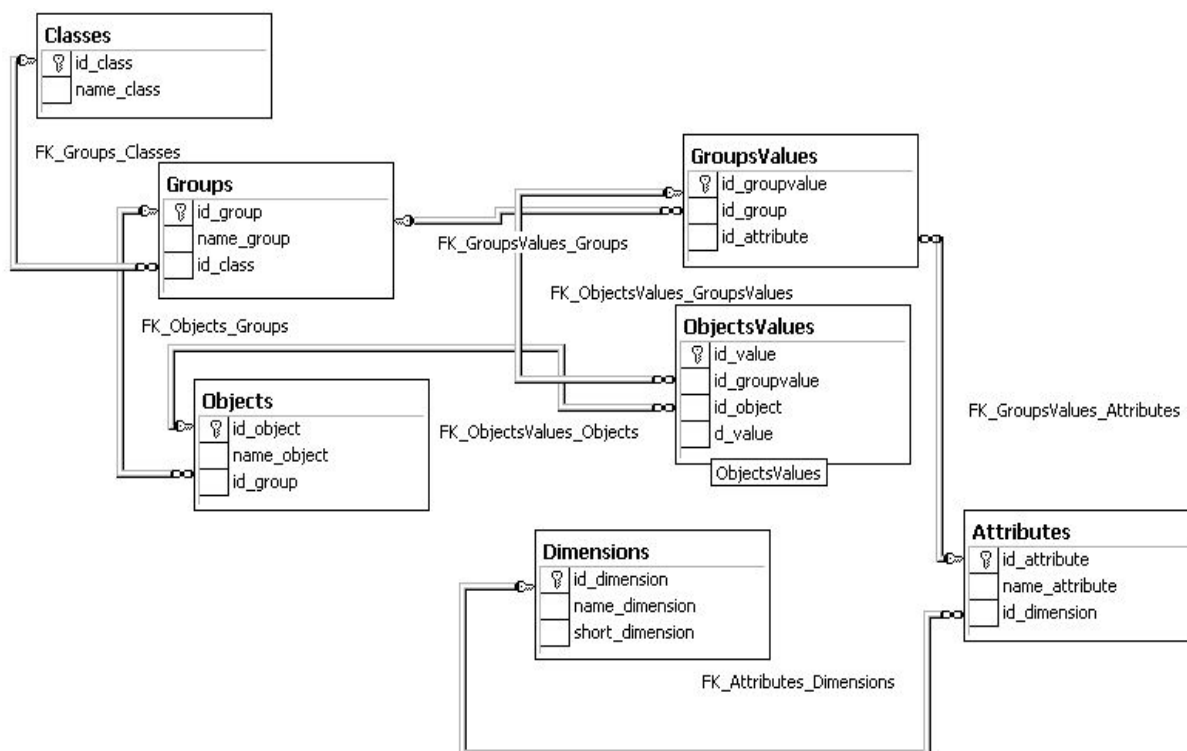 Classes
id_class
name_class
FK_Groups_Classes
Groups
id_group
name_group
id_class
GroupsValues
id_groupvalue
id_group
id_attribute
FK_GroupsValues_Groups
FK_ObjectsValues_GroupsValues
FK_Objects_Groups
ObjectsValues
id_value
id_groupvalue
id_object
d_value
ObjectsValues
Objects
id_object
name_object
id_group
FK_ObjectsValues_Objects
FK_GroupsValues_Attributes
Attributes
id_attribute
name_attribute
id_dimension
Dimensions
id_dimension
name_dimension
short_dimension
FK_Attributes_Dimensions